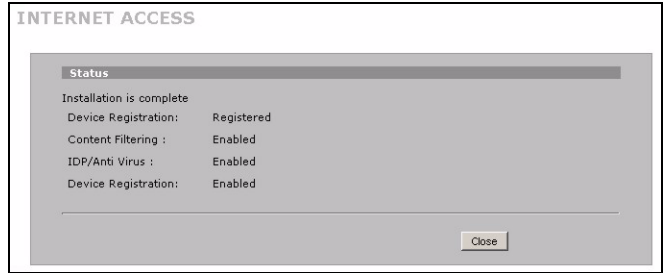 INTERNET ACCESS
Status
Installation is complete
Device Registration: Registered
Content Filtering : Enabled
IDP/Anti Virus : Enabled
Device Registration: Enabled
Close